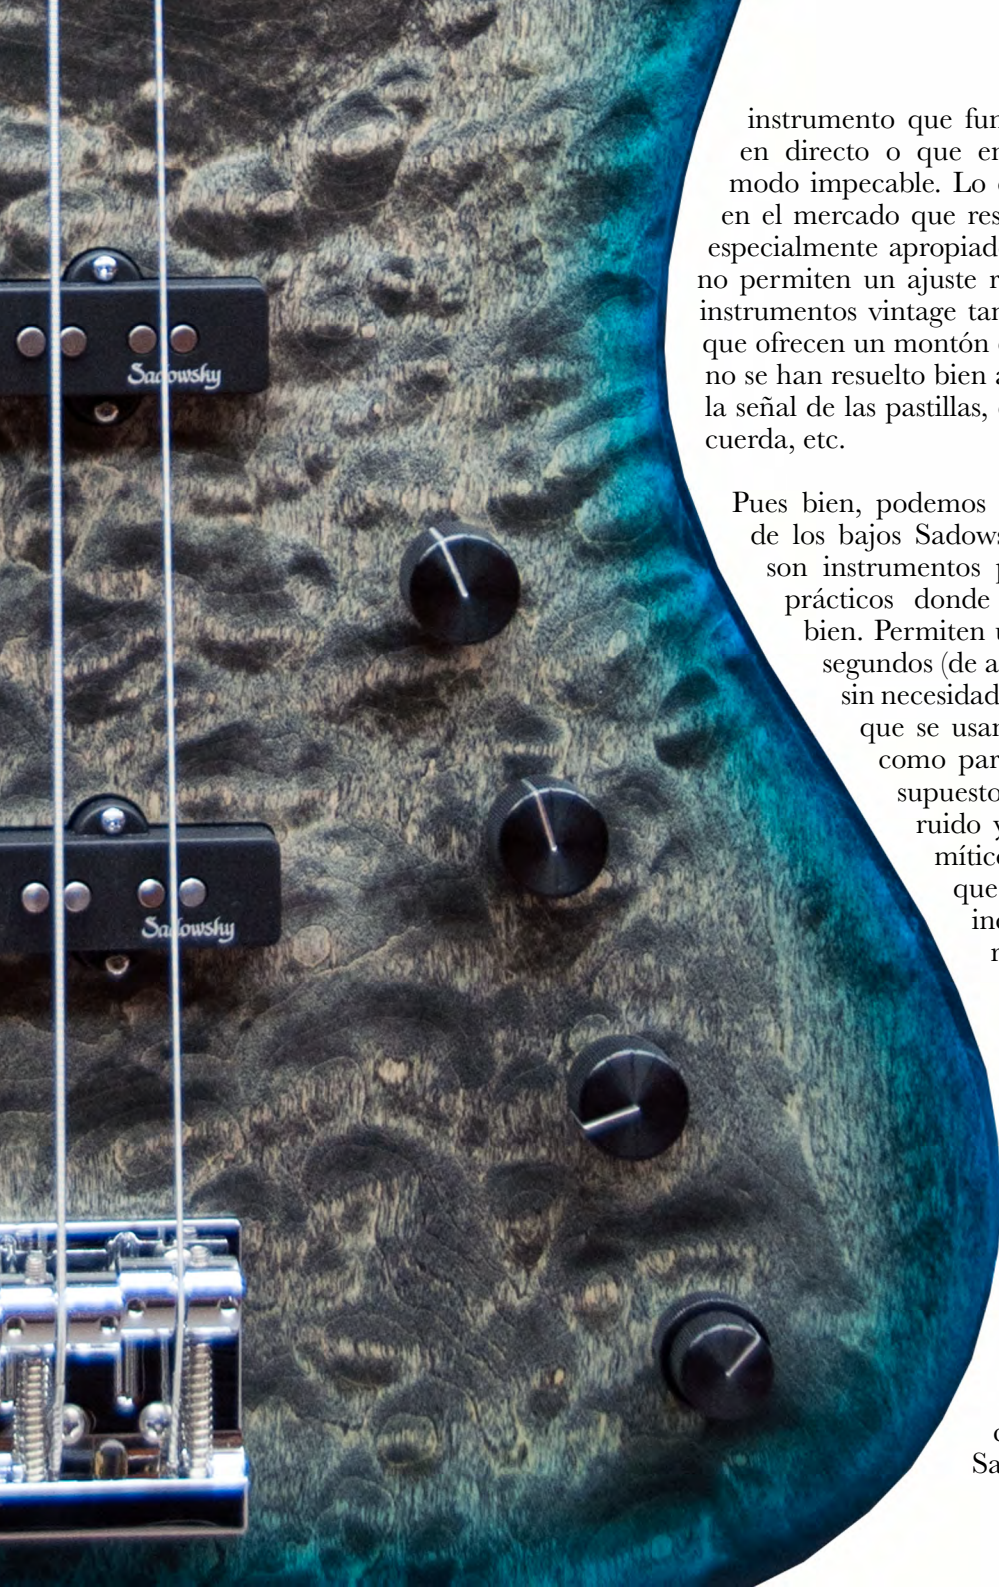 instrumento que fun
en directo o que en
modo impecable. Lo
en el mercado que res
especialmente apropiad
no permiten un ajuste r
instrumentos vintage tan
que ofrecen un montón
no se han resuelto bien a
la señal de las pastillas,
cuerda, etc.
Pues bien, podemos
de los bajos Sadows
son instrumentos p
prácticos donde
bien. Permiten u
segundos (de a
sin necesidad
que se usar
como par
supuesto
ruido y
mítico
que
inc
r
Sa
Sadowsky
Sadowsky